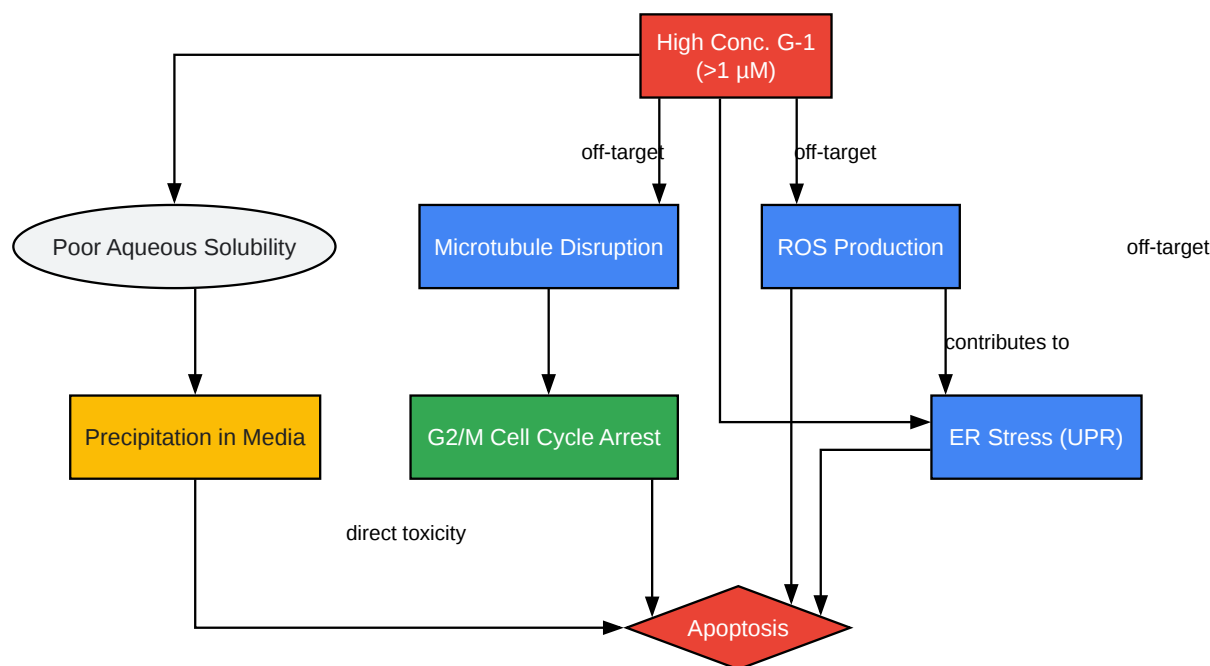 High Conc. G-1
(>1 µM)
off-target
off-target
Poor Aqueous Solubility
Microtubule Disruption
ROS Production
off-target
contributes to
Precipitation in Media
G2/M Cell Cycle Arrest
ER Stress (UPR)
direct toxicity
Apoptosis